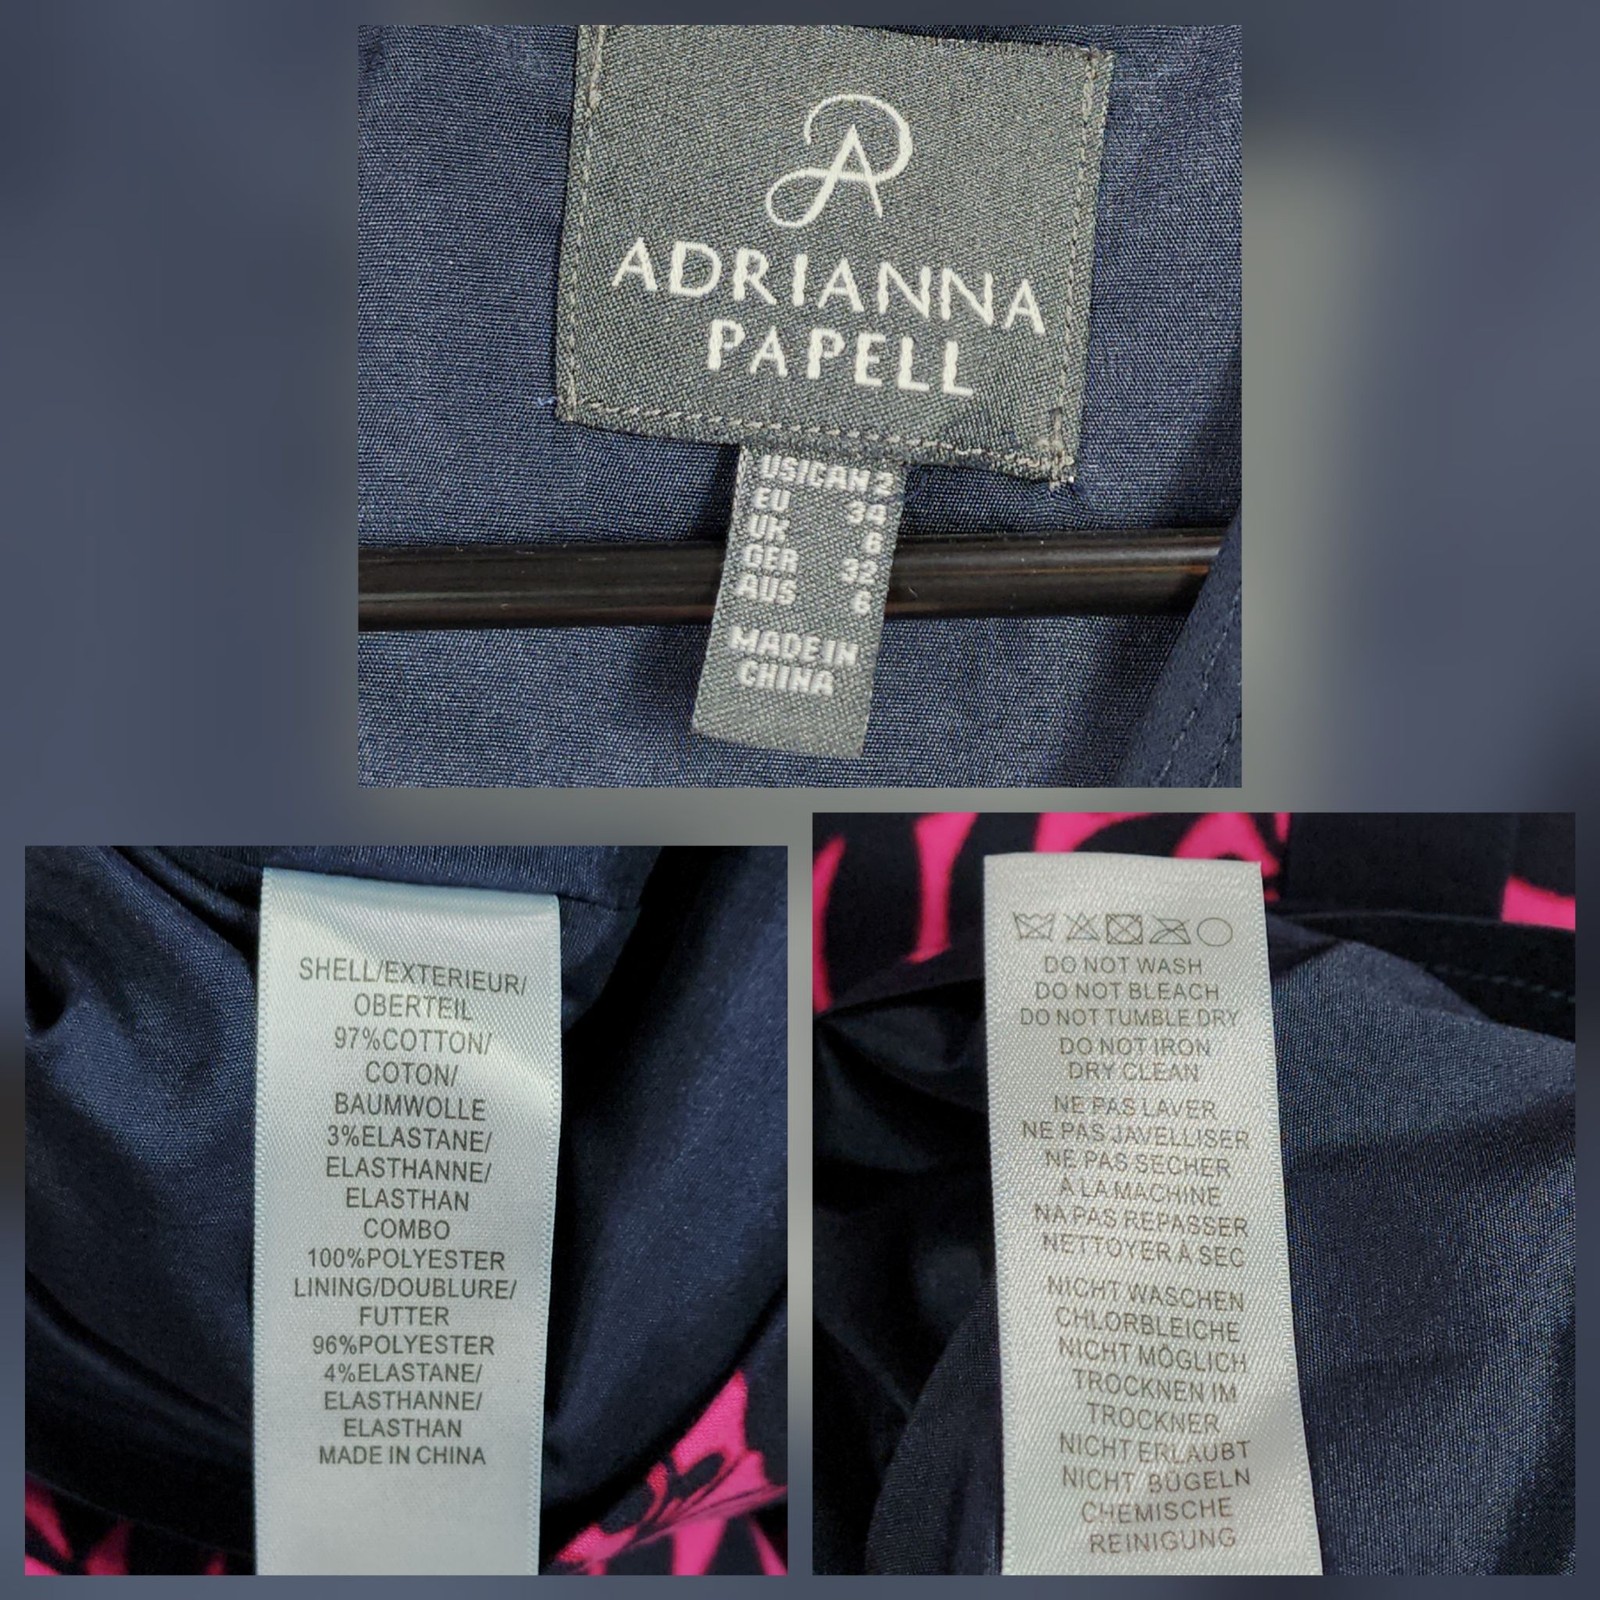 ADRIANNA
PAPELL
US|CAN 2
EU 34
UK 6
GER 32
AUS 6
MADE IN
CHINA
SHELL/EXTERIEUR/
OBERTEIL
97%COTTON/
COTON/
BAUMWOLLE
3%ELASTANE/
ELASTHANNE/
ELASTHAN
COMBO
100%POLYESTER
LINING/DOUBLURE/
FUTTER
96%POLYESTER
4%ELASTANE/
ELASTHANNE/
ELASTHAN
MADE IN CHINA
DO NOT WASH
DO NOT BLEACH
DO NOT TUMBLE DRY
DO NOT IRON
DRY CLEAN
NE PAS LAVER
NE PAS JAVELLISER
NE PAS SECHER
A LA MACHINE
NA PAS REPASSER
NETTOYER À SEC
NICHT WASCHEN
CHLORBLEICHE
NICHT MÖGLICH
TROCKNEN IM
TROCKNER
NICHT ERLAUBT
NICHT BÜGELN
CHEMISCHE
REINIGUNG